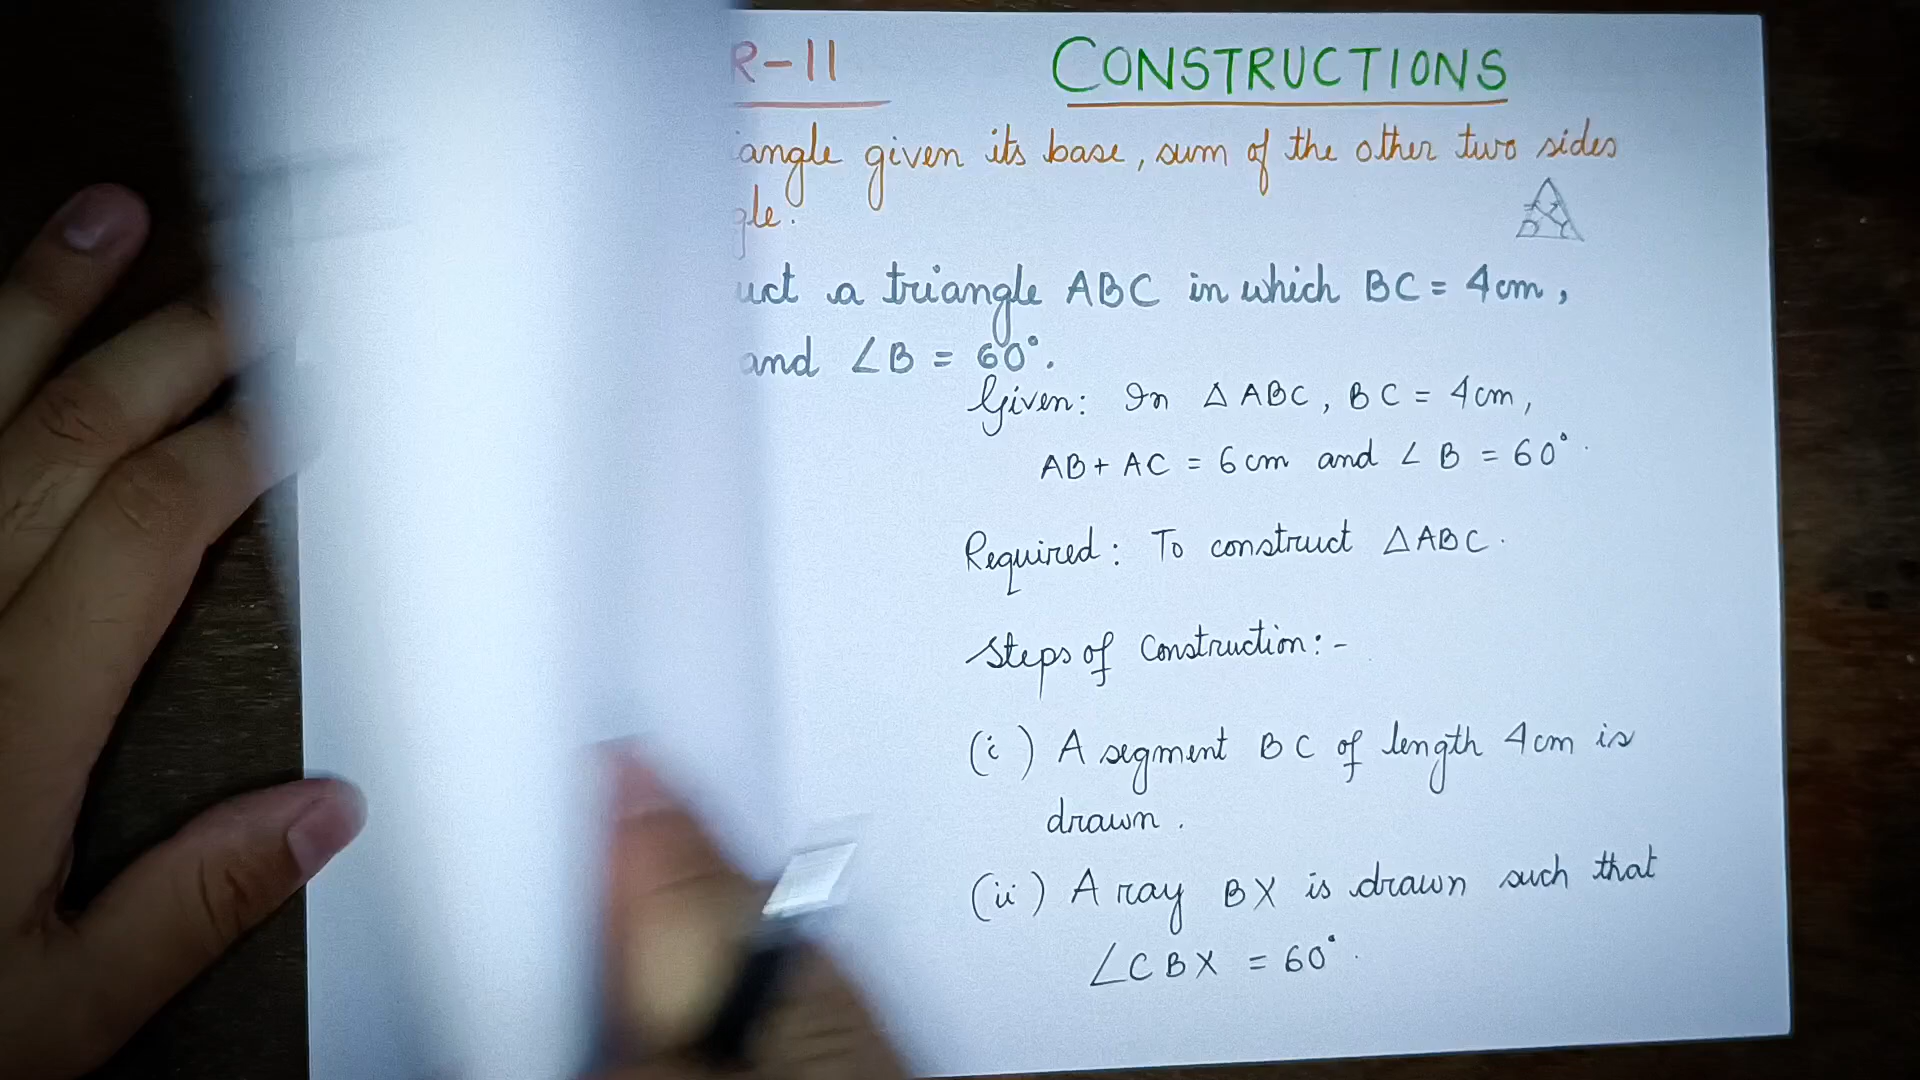 R-11 CONSTRUCTIONS
angle given its base, sum of the other two sides
gle.
uct a triangle ABC in which BC = 4cm,
and ∠B = 60°.
Given: In △ABC, BC = 4cm,
AB + AC = 6cm and ∠B = 60°.
Required: To construct △ABC.
Steps of Construction:-
(i) A segment BC of length 4cm is
drawn.
(ii) A ray BX is drawn such that
∠CBX = 60°.